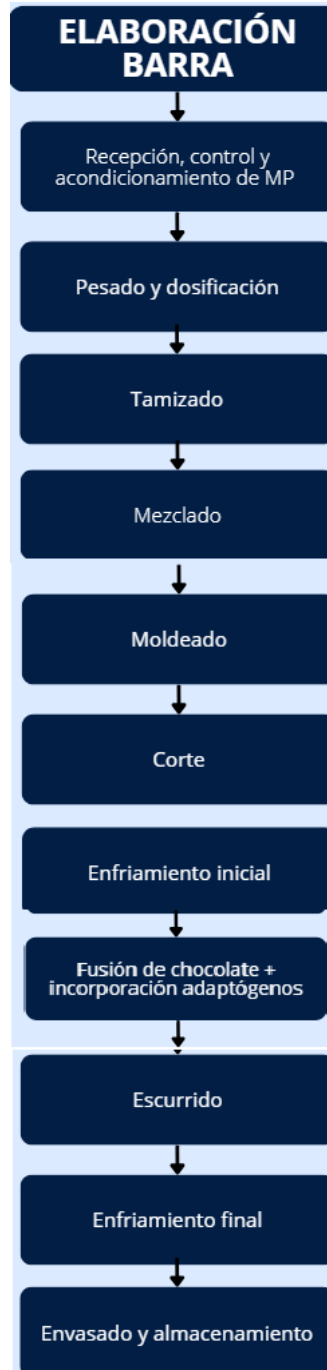 ELABORACIÓN
BARRA
Recepción, control y
acondicionamiento de MP
Pesado y dosificación
Tamizado
Mezclado
Moldeado
Corte
Enfriamiento inicial
Fusión de chocolate +
incorporación adaptógenos
Escurrido
Enfriamiento final
Envasado y almacenamiento